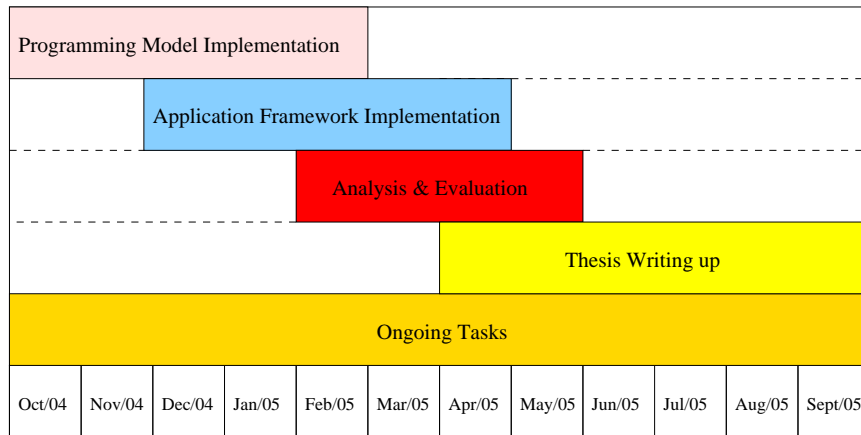 Programming Model Implementation
Application Framework Implementation
Analysis & Evaluation
Thesis Writing up
Ongoing Tasks
Oct/04 Nov/04 Dec/04 Jan/05 Feb/05 Mar/05 Apr/05 May/05 Jun/05 Jul/05 Aug/05 Sept/05